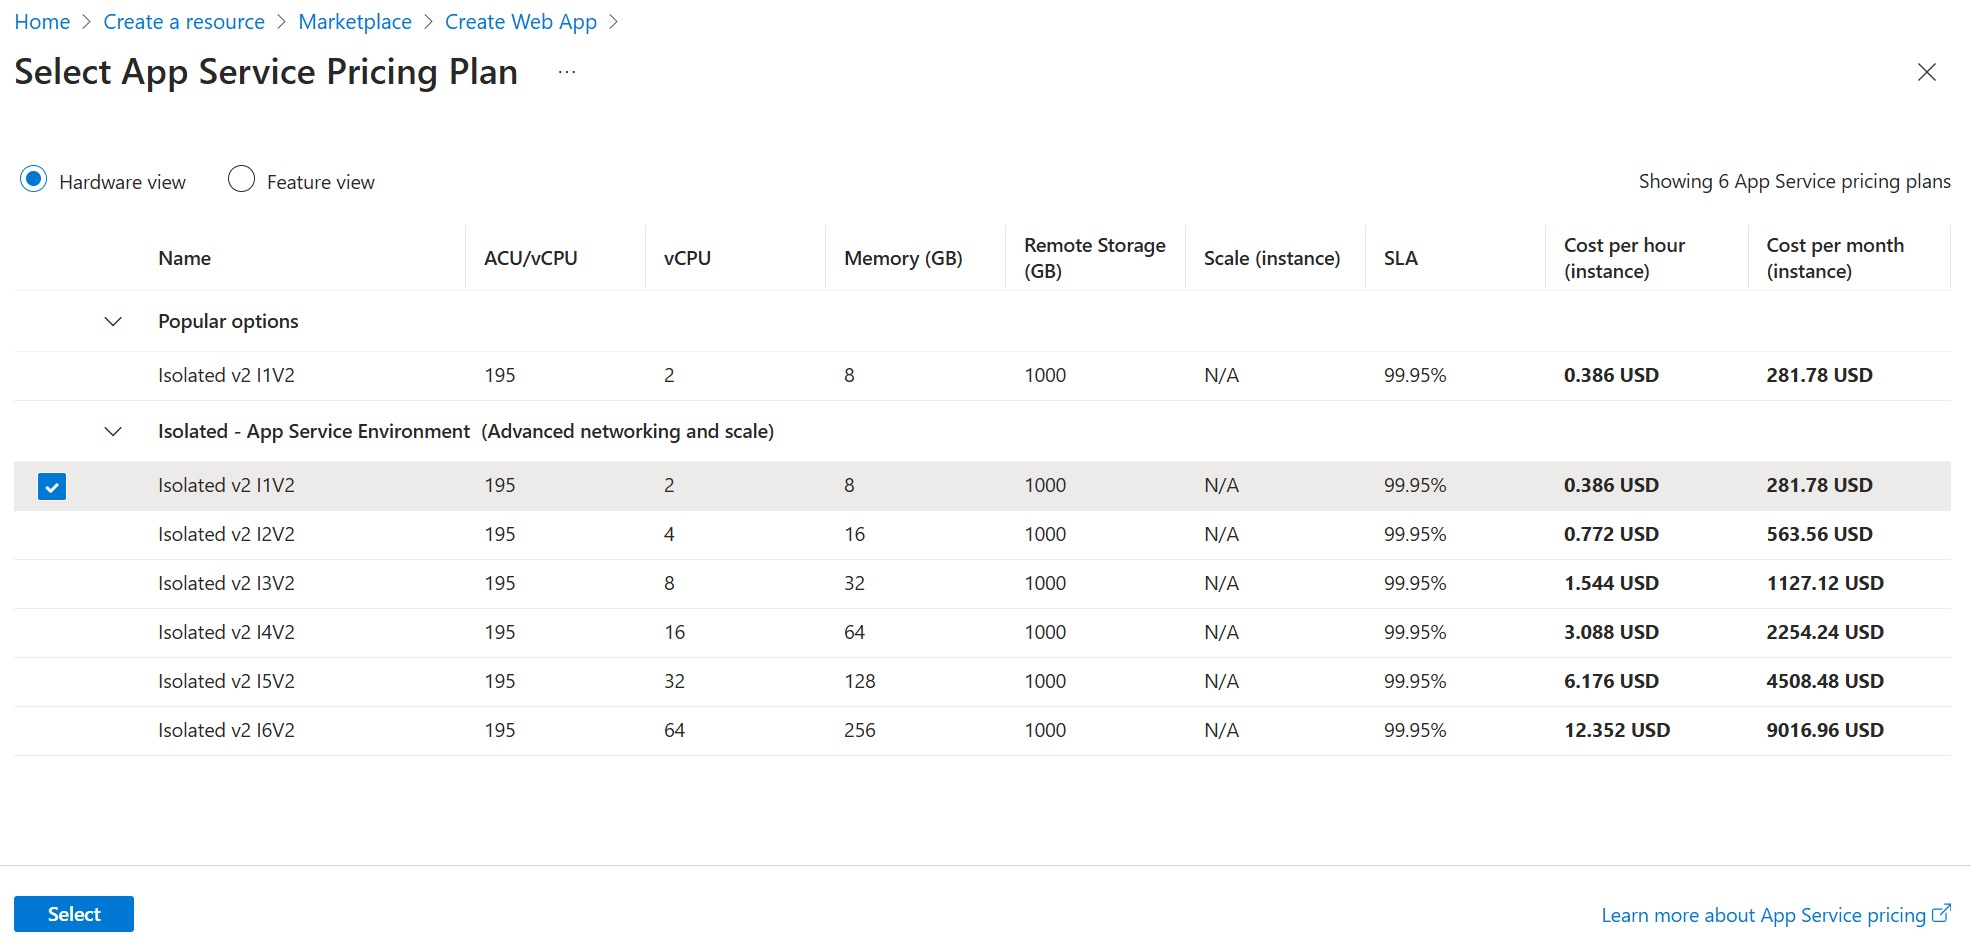 Home > Create a resource > Marketplace > Create Web App >
Select App Service Pricing Plan ...
Hardware view Feature view Showing 6 App Service pricing plans
Name ACU/vCPU vCPU Memory (GB) Remote Storage (GB) Scale (instance) SLA Cost per hour (instance) Cost per month (instance)
Popular options
Isolated v2 I1V2 195 2 8 1000 N/A 99.95% 0.386 USD 281.78 USD
Isolated - App Service Environment (Advanced networking and scale)
Isolated v2 I1V2 195 2 8 1000 N/A 99.95% 0.386 USD 281.78 USD
Isolated v2 I2V2 195 4 16 1000 N/A 99.95% 0.772 USD 563.56 USD
Isolated v2 I3V2 195 8 32 1000 N/A 99.95% 1.544 USD 1127.12 USD
Isolated v2 I4V2 195 16 64 1000 N/A 99.95% 3.088 USD 2254.24 USD
Isolated v2 I5V2 195 32 128 1000 N/A 99.95% 6.176 USD 4508.48 USD
Isolated v2 I6V2 195 64 256 1000 N/A 99.95% 12.352 USD 9016.96 USD
Select Learn more about App Service pricing